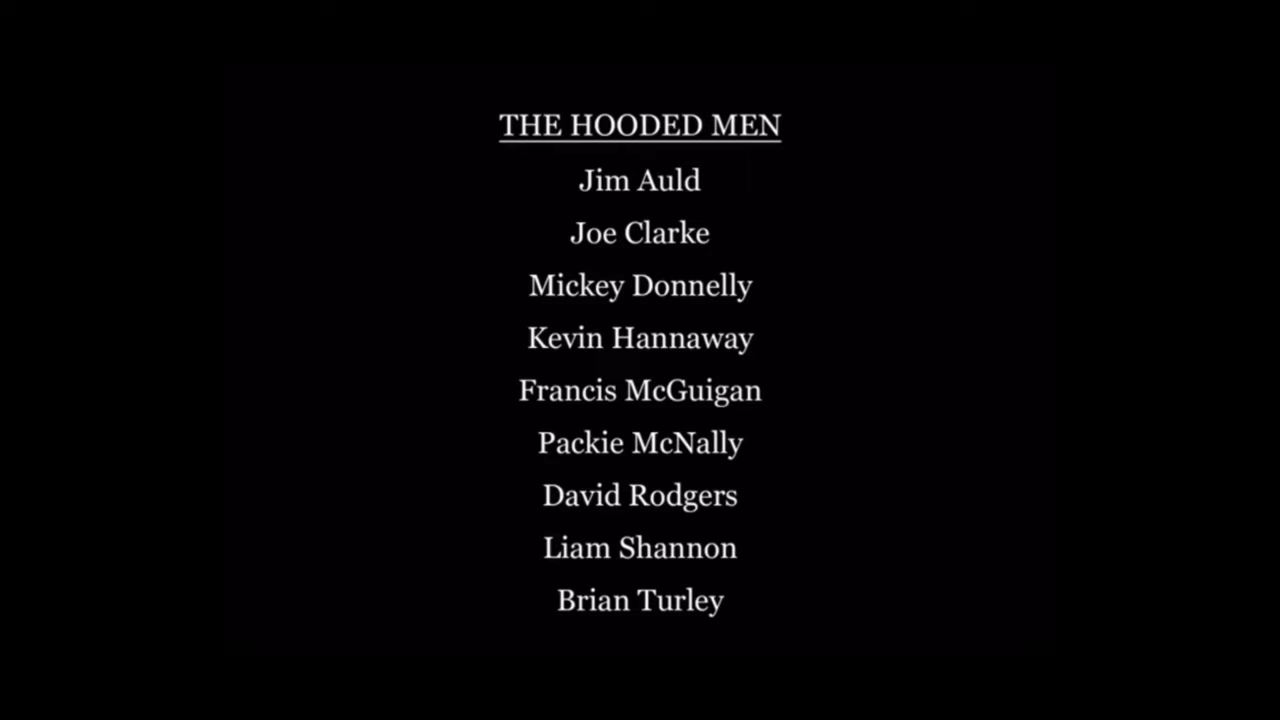 THE HOODED MEN
Jim Auld
Joe Clarke
Mickey Donnelly
Kevin Hannaway
Francis McGuigan
Packie McNally
David Rodgers
Liam Shannon
Brian Turley